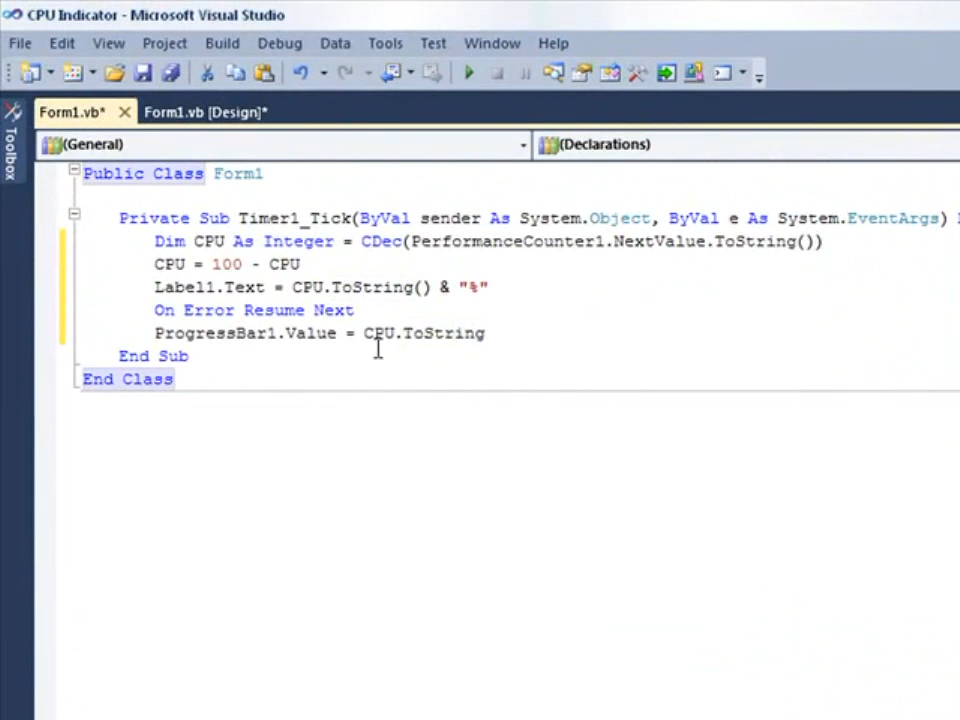 CPU Indicator - Microsoft Visual Studio
File Edit View Project Build Debug Data Tools Test Window Help
Form1.vb* Form1.vb [Design]*
Toolbox
(General) (Declarations)
Public Class Form1
Private Sub Timer1_Tick(ByVal sender As System.Object, ByVal e As System.EventArgs)
Dim CPU As Integer = CDec(PerformanceCounter1.NextValue.ToString())
CPU = 100 - CPU
Label1.Text = CPU.ToString() & "%"
On Error Resume Next
ProgressBar1.Value = CPU.ToString
End Sub
End Class